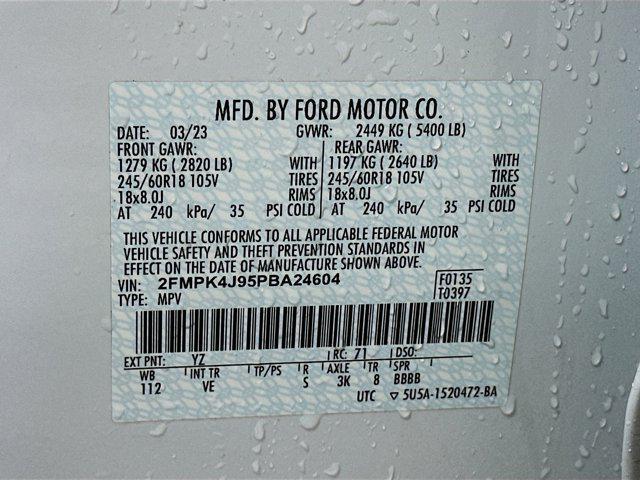 MFD. BY FORD MOTOR CO.
DATE: 03/23 GVWR: 2449 KG ( 5400 LB)
FRONT GAWR: REAR GAWR:
1279 KG ( 2820 LB) WITH 1197 KG ( 2640 LB) WITH
245/60R18 105V TIRES 245/60R18 105V TIRES
18x8.0J RIMS 18x8.0J RIMS
AT 240 kPa/ 35 PSI COLD AT 240 kPa/ 35 PSI COLD
THIS VEHICLE CONFORMS TO ALL APPLICABLE FEDERAL MOTOR
VEHICLE SAFETY AND THEFT PREVENTION STANDARDS IN
EFFECT ON THE DATE OF MANUFACTURE SHOWN ABOVE.
VIN: 2FMPK4J95PBA24604 F0135
TYPE: MPV T0397
EXT PNT: YZ RC: 71 DSO:
WB INT TR TP/PS R AXLE TR SPR
112 VE S 3K 8 BBBB
UTC ▽ 5U5A-1520472-BA